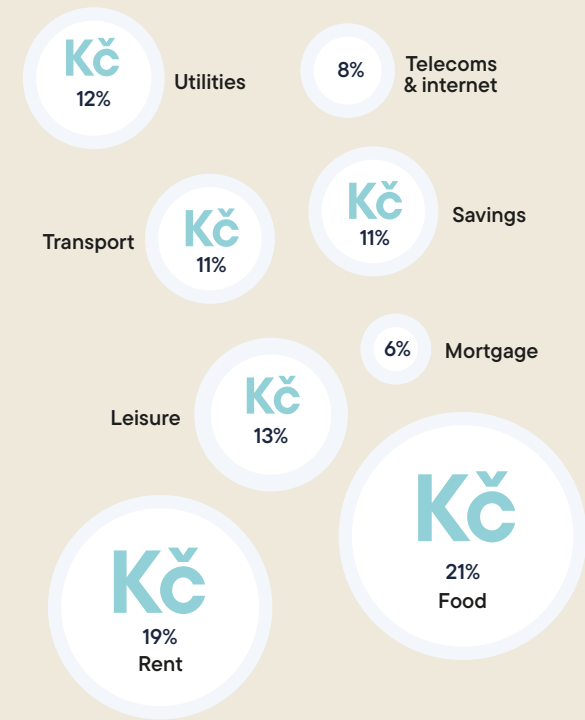 Kč
12%
Utilities
8%
Telecoms
& internet
Kč
11%
Transport
Kč
11%
Savings
6%
Mortgage
Kč
13%
Leisure
Kč
21%
Food
Kč
19%
Rent